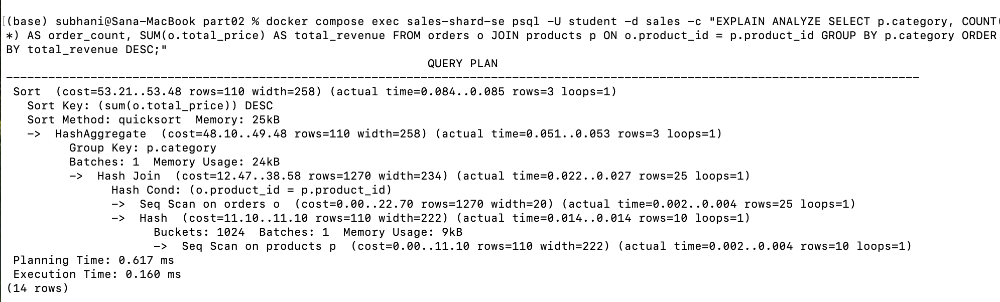 [(base) subhani@Sana-MacBook part02 % docker compose exec sales-shard-se psql -U student -d sales -c "EXPLAIN ANALYZE SELECT p.category, COUNT(
*) AS order_count, SUM(o.total_price) AS total_revenue FROM orders o JOIN products p ON o.product_id = p.product_id GROUP BY p.category ORDER
BY total_revenue DESC;"
QUERY PLAN
----------------------------------------------------------------------------------------------------------------------------------
Sort  (cost=53.21..53.48 rows=110 width=258) (actual time=0.084..0.085 rows=3 loops=1)
  Sort Key: (sum(o.total_price)) DESC
  Sort Method: quicksort  Memory: 25kB
  ->  HashAggregate  (cost=48.10..49.48 rows=110 width=258) (actual time=0.051..0.053 rows=3 loops=1)
        Group Key: p.category
        Batches: 1  Memory Usage: 24kB
        ->  Hash Join  (cost=12.47..38.58 rows=1270 width=234) (actual time=0.022..0.027 rows=25 loops=1)
              Hash Cond: (o.product_id = p.product_id)
              ->  Seq Scan on orders o  (cost=0.00..22.70 rows=1270 width=20) (actual time=0.002..0.004 rows=25 loops=1)
              ->  Hash  (cost=11.10..11.10 rows=110 width=222) (actual time=0.014..0.014 rows=10 loops=1)
                    Buckets: 1024  Batches: 1  Memory Usage: 9kB
                    ->  Seq Scan on products p  (cost=0.00..11.10 rows=110 width=222) (actual time=0.002..0.004 rows=10 loops=1)
Planning Time: 0.617 ms
Execution Time: 0.160 ms
(14 rows)